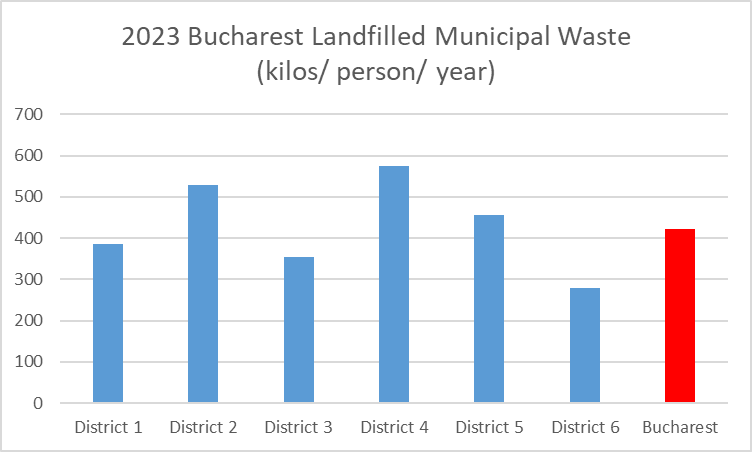 2023 Bucharest Landfilled Municipal Waste
(kilos/ person/ year)
700
600
500
400
300
200
100
0
District 1 District 2 District 3 District 4 District 5 District 6 Bucharest